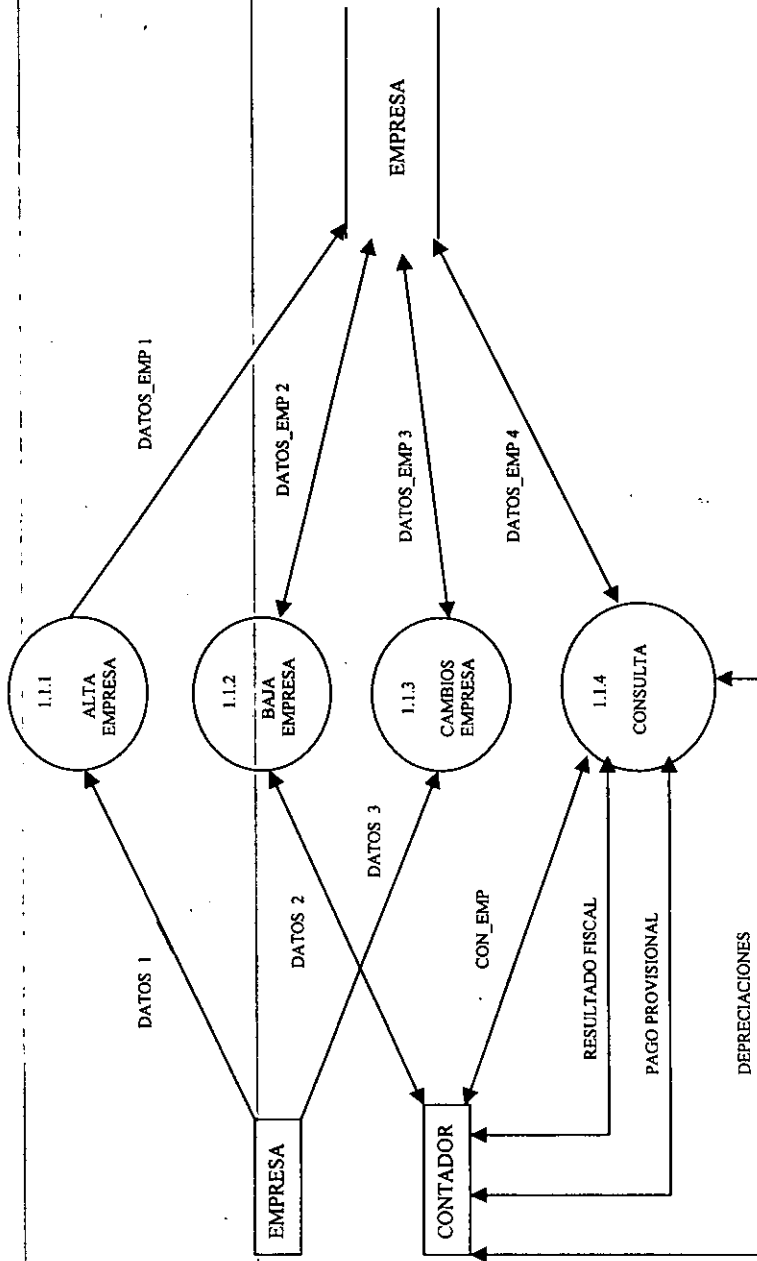 1.1.1
ALTA
EMPRESA
DATOS 1
DATOS_EMP 1
EMPRESA
1.1.2
BAJA
EMPRESA
DATOS 2
DATOS_EMP 2
EMPRESA
1.1.3
CAMBIOS
EMPRESA
DATOS 3
DATOS_EMP 3
CONTADOR
CON_EMP
1.1.4
CONSULTA
DATOS_EMP 4
RESULTADO FISCAL
PAGO PROVISIONAL
DEPRECIACIONES